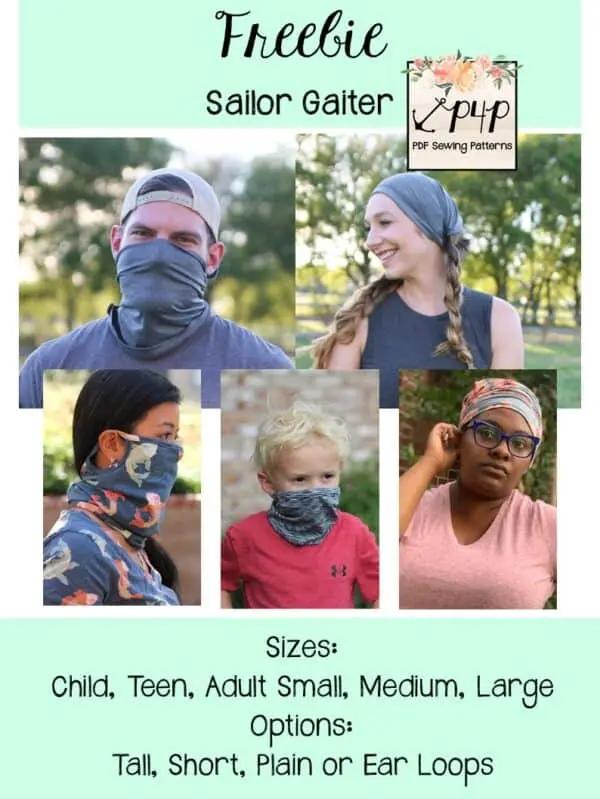 Freebie
Sailor Gaiter
P4P
PDF Sewing Patterns
Sizes:
Child, Teen, Adult Small, Medium, Large
Options:
Tall, Short, Plain or Ear Loops